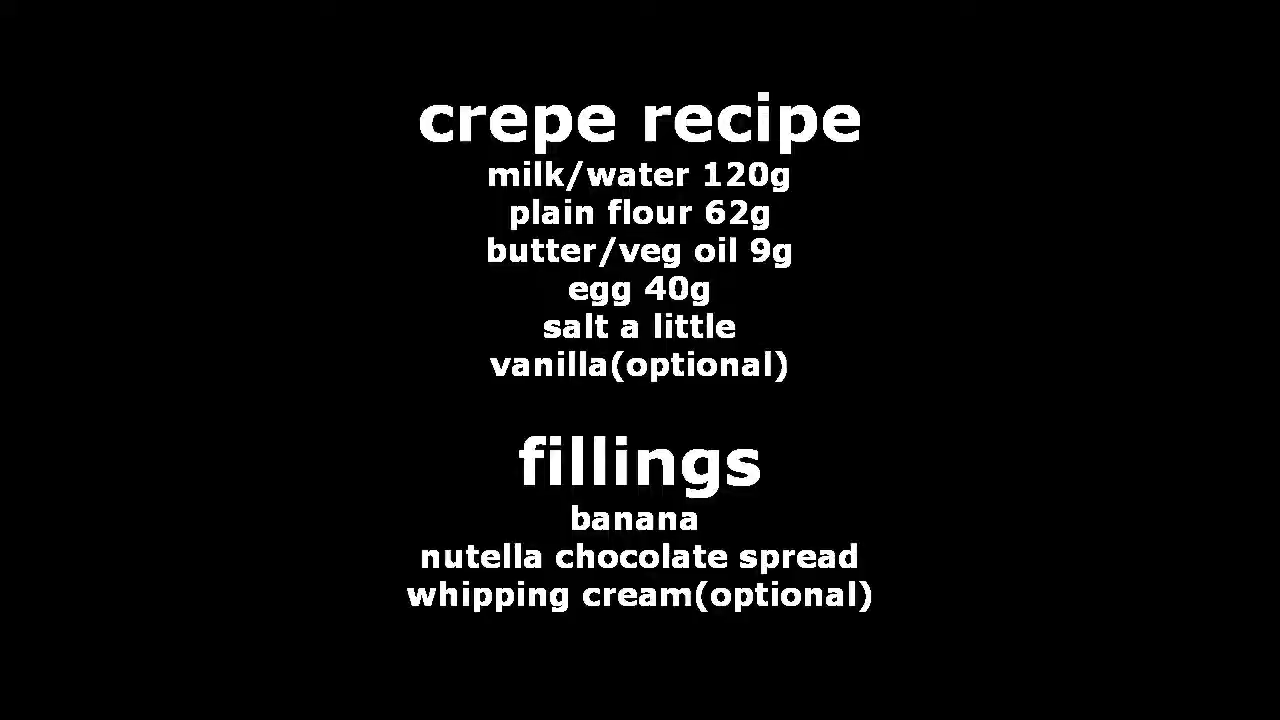 crepe recipe
milk/water 120g
plain flour 62g
butter/veg oil 9g
egg 40g
salt a little
vanilla(optional)
fillings
banana
nutella chocolate spread
whipping cream(optional)